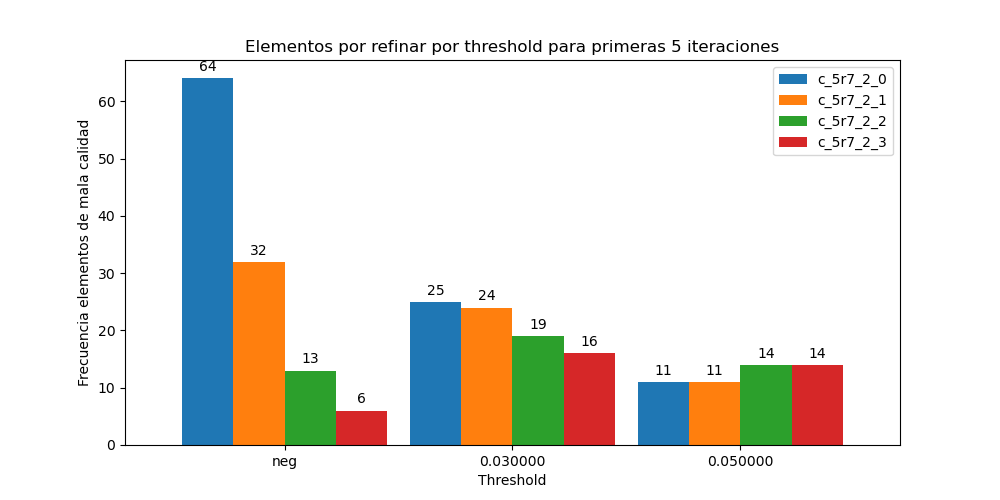 Elementos por refinar por threshold para primeras 5 iteraciones
Frecuencia elementos de mala calidad
60
50
40
30
20
10
0
64
32
13
6
25
24
19
16
11
11
14
14
c_5r7_2_0
c_5r7_2_1
c_5r7_2_2
c_5r7_2_3
neg
0.030000
0.050000
Threshold